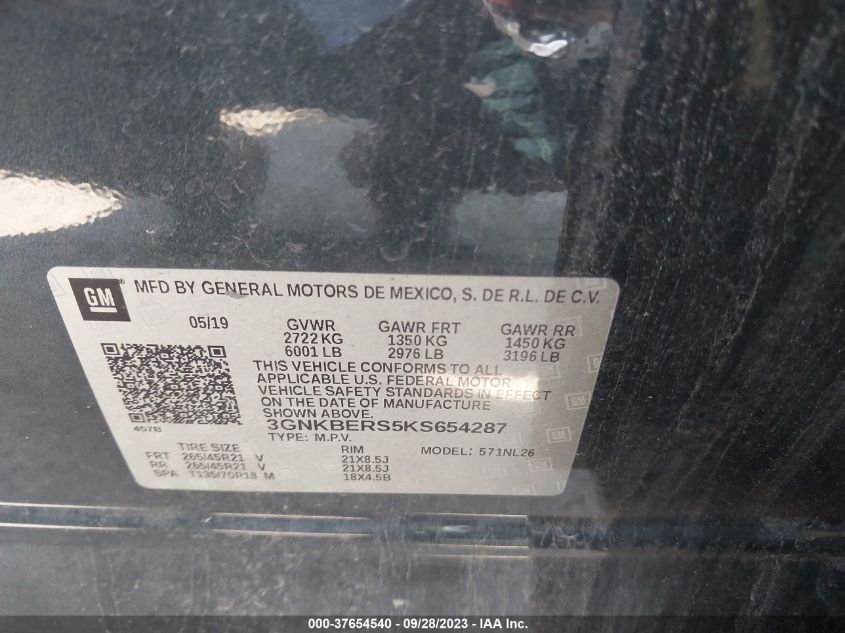 GM MFD BY GENERAL MOTORS DE MEXICO, S. DE R.L. DE C.V.
05/19 GVWR GAWR FRT GAWR RR
2722 KG 1350 KG 1450 KG
6001 LB 2976 LB 3196 LB
THIS VEHICLE CONFORMS TO ALL
APPLICABLE U.S. FEDERAL MOTOR
VEHICLE SAFETY STANDARDS IN EFFECT
ON THE DATE OF MANUFACTURE
SHOWN ABOVE.
457B 3GNKBERS5KS654287
TYPE: M.P.V. MODEL: 571NL26
TIRE SIZE RIM
FRT 265/45R21 V 21X8.5J
RR 265/45R21 V 21X8.5J
SPA T135/70R18 M 18X4.5B
000-37654540 - 09/28/2023 - IAA Inc.